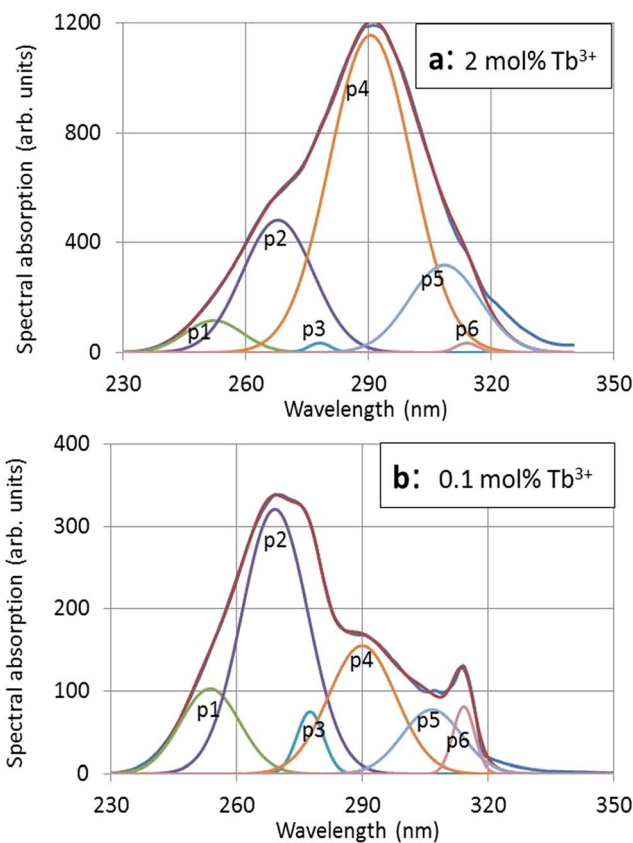 1200
a: 2 mol% Tb³⁺
p4
800
Spectral absorption (arb. units)
400
p2
p5
p1
p3
p6
0
230 260 290 320 350
Wavelength (nm)
400
b: 0.1 mol% Tb³⁺
300
p2
Spectral absorption (arb. units)
200
p4
100
p1
p5
p3
p6
0
230 260 290 320 350
Wavelength (nm)